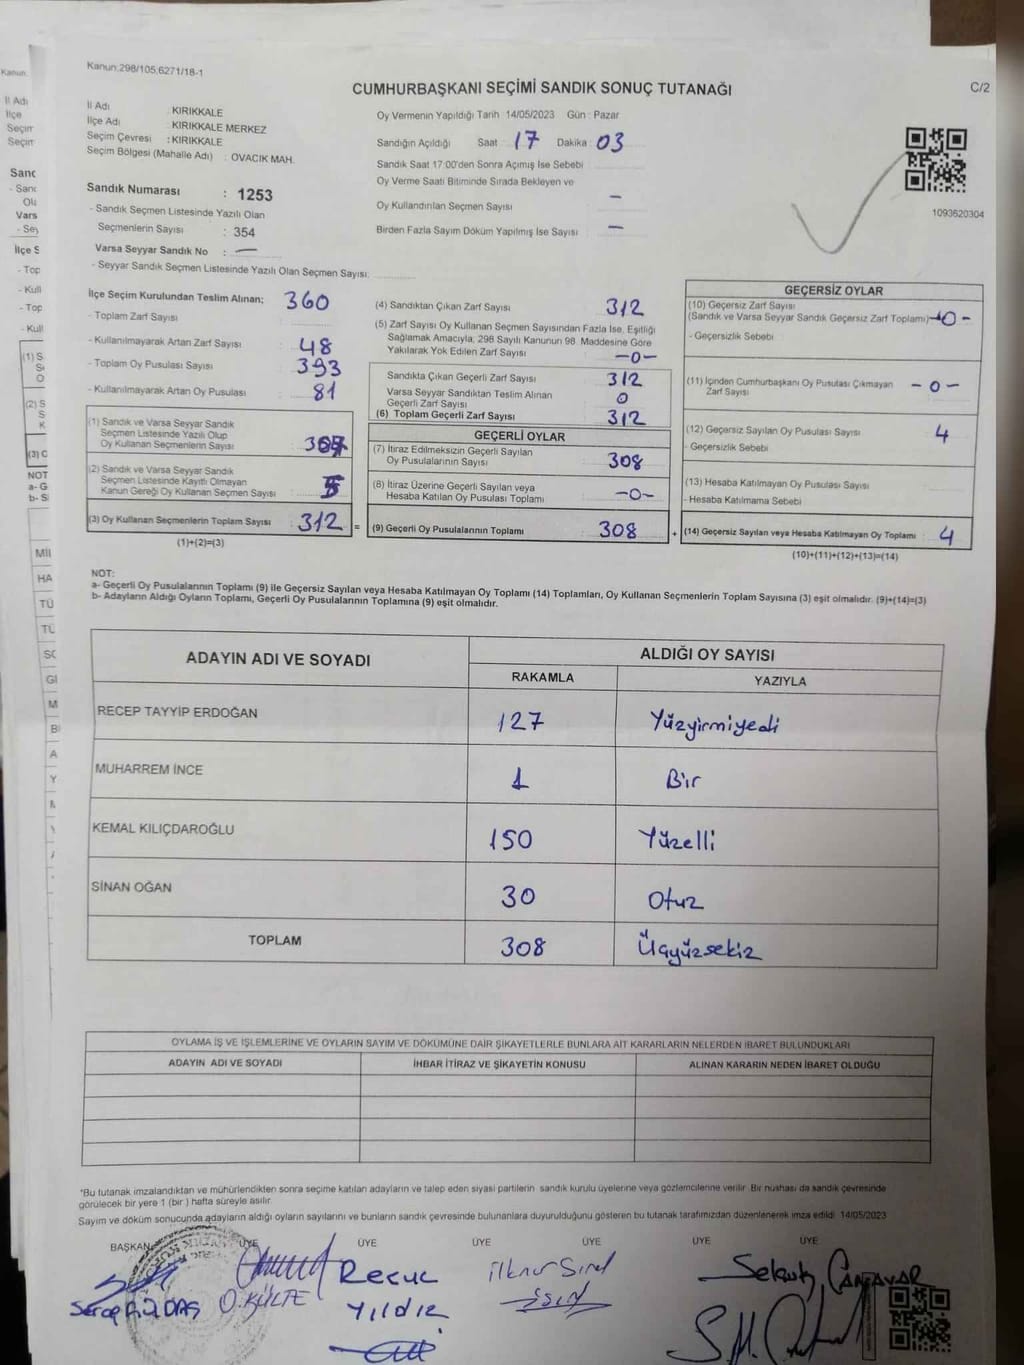 Kanun;298/105,6271/18-1
CUMHURBAŞKANI SEÇİMİ SANDIK SONUÇ TUTANAĞI
C/2
İl Adı : KIRIKKALE
İlçe Adı : KIRIKKALE MERKEZ
Seçim Çevresi : KIRIKKALE
Seçim Bölgesi (Mahalle Adı) : OVACIK MAH.
Oy Vermenin Yapıldığı Tarih 14/05/2023 Gün : Pazar
Sandığın Açıldığı Saat : 17 Dakika : 03
Sandık Saat 17:00'den Sonra Açımış İse Sebebi
Oy Verme Saati Bitiminde Sırada Bekleyen ve
Oy Kullandırılan Seçmen Sayısı —
Birden Fazla Sayım Döküm Yapılmış İse Sayısı —
1093620304
Sandık Numarası : 1253
- Sandık Seçmen Listesinde Yazılı Olan
Seçmenlerin Sayısı : 354
Varsa Seyyar Sandık No : —
- Seyyar Sandık Seçmen Listesinde Yazılı Olan Seçmen Sayısı:
İlçe Seçim Kurulundan Teslim Alınan; 360
- Toplam Zarf Sayısı
- Kullanılmayarak Artan Zarf Sayısı 48
- Toplam Oy Pusulası Sayısı 393
- Kullanılmayarak Artan Oy Pusulası 81
(1) Sandık ve Varsa Seyyar Sandık
Seçmen Listesinde Yazılı Olup
Oy Kullanan Seçmenlerin Sayısı
(2) Sandık ve Varsa Seyyar Sandık
Seçmen Listesinde Kayıtlı Olmayan
Kanun Gereği Oy Kullanan Seçmen Sayısı
(3) Oy Kullanan Seçmenlerin Toplam Sayısı 312 =
(1)+(2)=(3)
(4) Sandıktan Çıkan Zarf Sayısı 312
(5) Zarf Sayısı Oy Kullanan Seçmen Sayısından Fazla İse, Eşitliği
Sağlamak Amacıyla, 298 Sayılı Kanunun 98. Maddesine Göre
Yakılarak Yok Edilen Zarf Sayısı —0—
Sandıkta Çıkan Geçerli Zarf Sayısı 312
Varsa Seyyar Sandıktan Teslim Alınan
Geçerli Zarf Sayısı 0
(6) Toplam Geçerli Zarf Sayısı 312
GEÇERLİ OYLAR
(7) İtiraz Edilmeksizin Geçerli Sayılan
Oy Pusulalarının Sayısı 308
(8) İtiraz Üzerine Geçerli Sayılan veya
Hesaba Katılan Oy Pusulası Toplamı —0—
(9) Geçerli Oy Pusulalarının Toplamı 308 +
GEÇERSİZ OYLAR
(10) Geçersiz Zarf Sayısı
(Sandık ve Varsa Seyyar Sandık Geçersiz Zarf Toplamı) —0—
- Geçersizlik Sebebi
(11) İçinden Cumhurbaşkanı Oy Pusulası Çıkmayan
Zarf Sayısı —0—
(12) Geçersiz Sayılan Oy Pusulası Sayısı 4
- Geçersizlik Sebebi
(13) Hesaba Katılmayan Oy Pusulası Sayısı
- Hesaba Katılmama Sebebi
(14) Geçersiz Sayılan veya Hesaba Katılmayan Oy Toplamı 4
(10)+(11)+(12)+(13)=(14)
NOT:
a- Geçerli Oy Pusulalarının Toplamı (9) ile Geçersiz Sayılan veya Hesaba Katılmayan Oy Toplamı (14) Toplamları, Oy Kullanan Seçmenlerin Toplam Sayısına (3) eşit olmalıdır. (9)+(14)=(3)
b- Adayların Aldığı Oyların Toplamı, Geçerli Oy Pusulalarının Toplamına (9) eşit olmalıdır.
ADAYIN ADI VE SOYADI
ALDIĞI OY SAYISI
RAKAMLA YAZIYLA
RECEP TAYYİP ERDOĞAN 127 Yüzyirmiyedi
MUHARREM İNCE 1 Bir
KEMAL KILIÇDAROĞLU 150 Yüzelli
SİNAN OĞAN 30 Otuz
TOPLAM 308 Üçyüzsekiz
OYLAMA İŞ VE İŞLEMLERİNE VE OYLARIN SAYIM VE DÖKÜMÜNE DAİR ŞİKAYETLERLE BUNLARA AİT KARARLARIN NELERDEN İBARET BULUNDUKLARI
ADAYIN ADI VE SOYADI İHBAR İTİRAZ VE ŞİKAYETİN KONUSU ALINAN KARARIN NEDEN İBARET OLDUĞU
*Bu tutanak imzalandıktan ve mühürlendikten sonra seçime katılan adayların ve talep eden siyasi partilerin sandık kurulu üyelerine veya gözlemcilerine verilir. Bir nushası da sandık çevresinde
görülecek bir yere 1 (bir ) hafta süreyle asılır.
Sayım ve döküm sonucunda adayların aldığı oyların sayılarını ve bunların sandık çevresinde bulunanlara duyurulduğunu gösteren bu tutanak tarafımızdan düzenlenerek imza edildi. 14/05/2023
BAŞKAN ÜYE ÜYE ÜYE ÜYE ÜYE ÜYE
O.KÜLTE
Yıldız